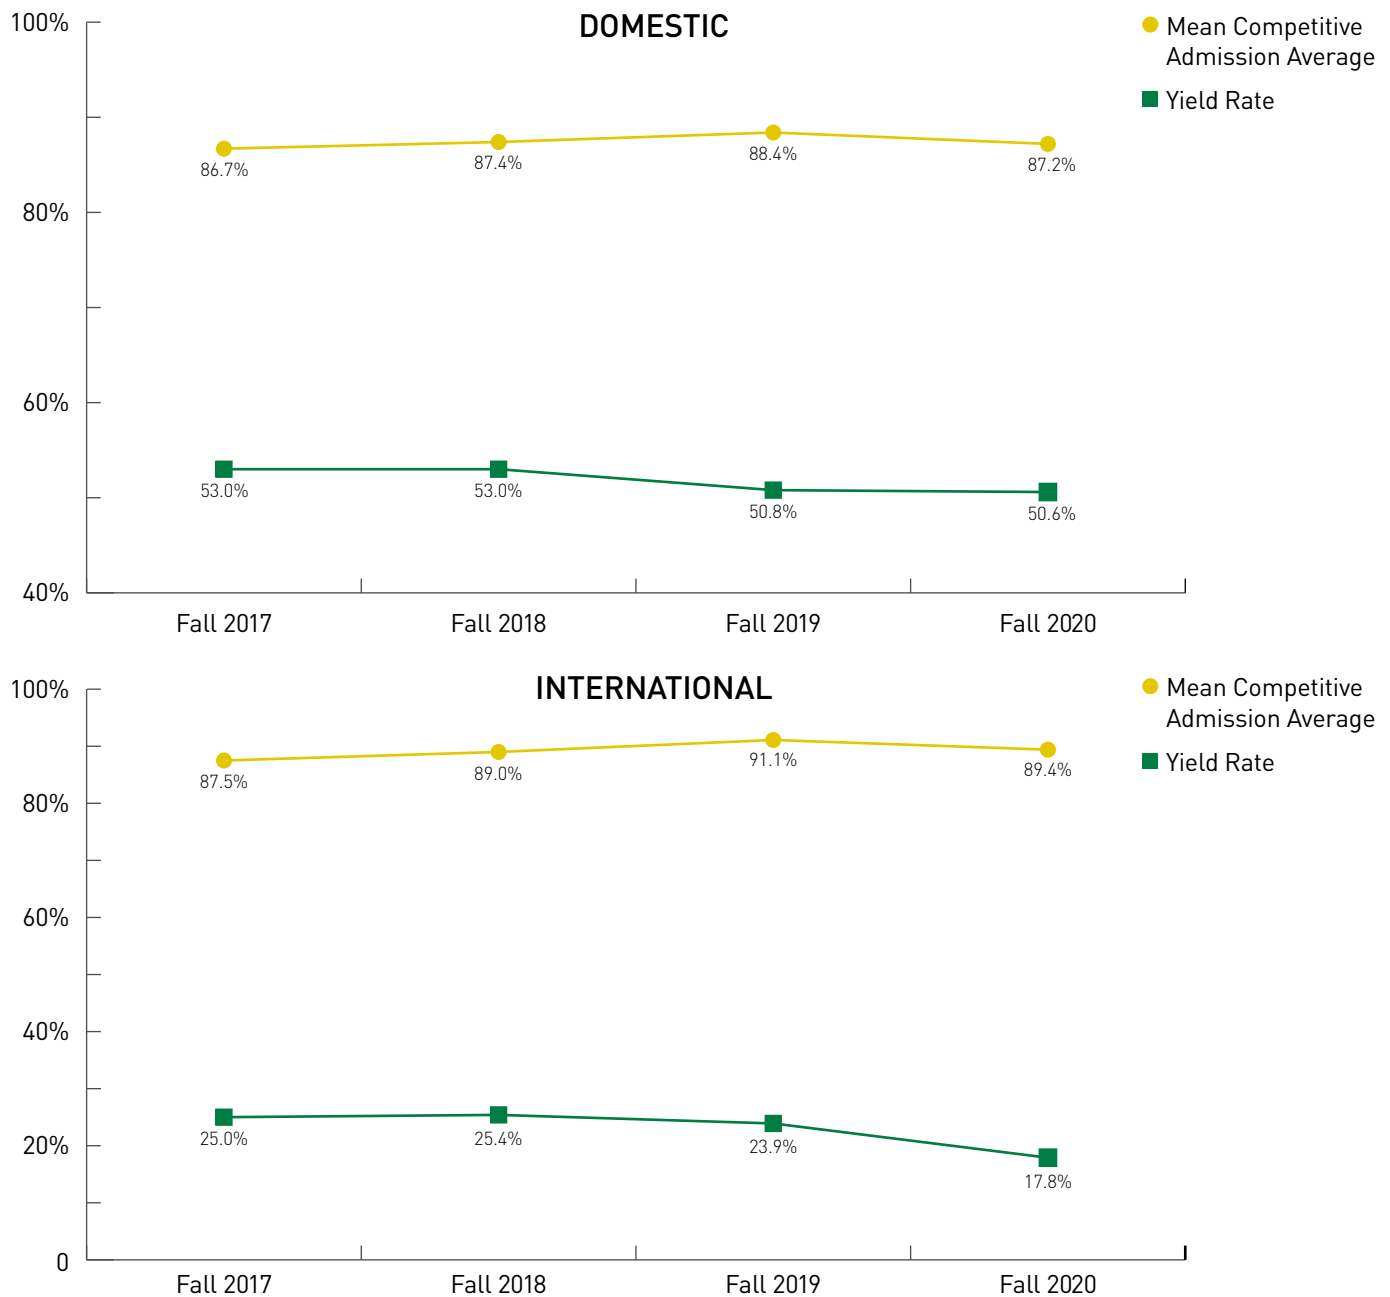 DOMESTIC
Mean Competitive
Admission Average
Yield Rate
100%
80%
60%
40%
86.7%
87.4%
88.4%
87.2%
53.0%
53.0%
50.8%
50.6%
Fall 2017
Fall 2018
Fall 2019
Fall 2020
INTERNATIONAL
Mean Competitive
Admission Average
Yield Rate
100%
80%
60%
40%
20%
0
87.5%
89.0%
91.1%
89.4%
25.0%
25.4%
23.9%
17.8%
Fall 2017
Fall 2018
Fall 2019
Fall 2020